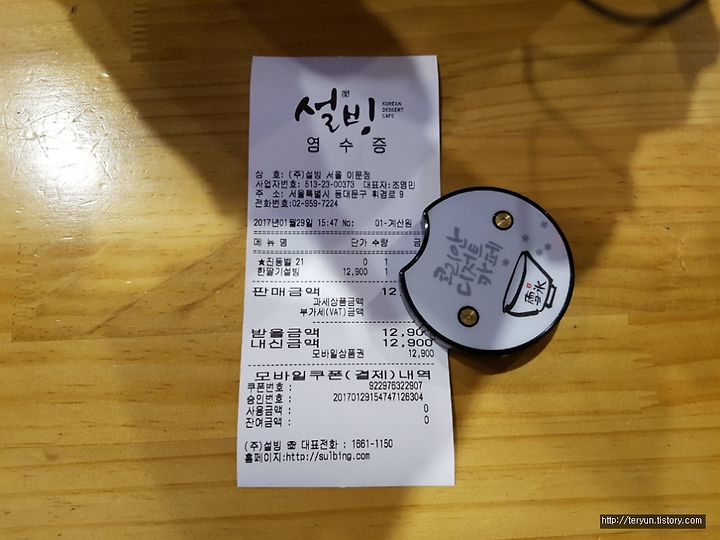 설빙
KOREAN
DESSERT
CAFE
영 수 증
상 호: (주)설빙 서울 이문점
사업자번호: 513-23-00373 대표자:조영민
주 소: 서울특별시 동대문구 휘경로 9
전화번호:02-959-7224
2017년01월29일 15:47 No: 01-계산원
메 뉴 명 단가 수량 금
★진동벨 21 0 1
한딸기설빙 12,900 1
판매금액 12,
과세상품금액
부가세(VAT)금액
받을금액 12,900
내신금액 12,900
모바일상품권 12,900
모바일쿠폰(결제)내역
쿠폰번호 : 922976322907
승인번호 : 20170129154747126304
사용금액 : 0
잔여금액 : 0
(주)설빙 ☎ 대표전화 : 1661-1150
홈페이지:http://sulbing.com
코리안
디저트
카페
雪氷
http://teryun.tistory.com